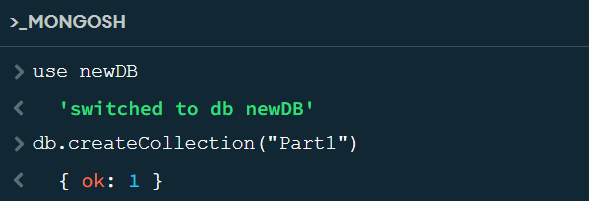 >_MONGOSH
> use newDB
< 'switched to db newDB'
> db.createCollection("Part1")
< { ok: 1 }